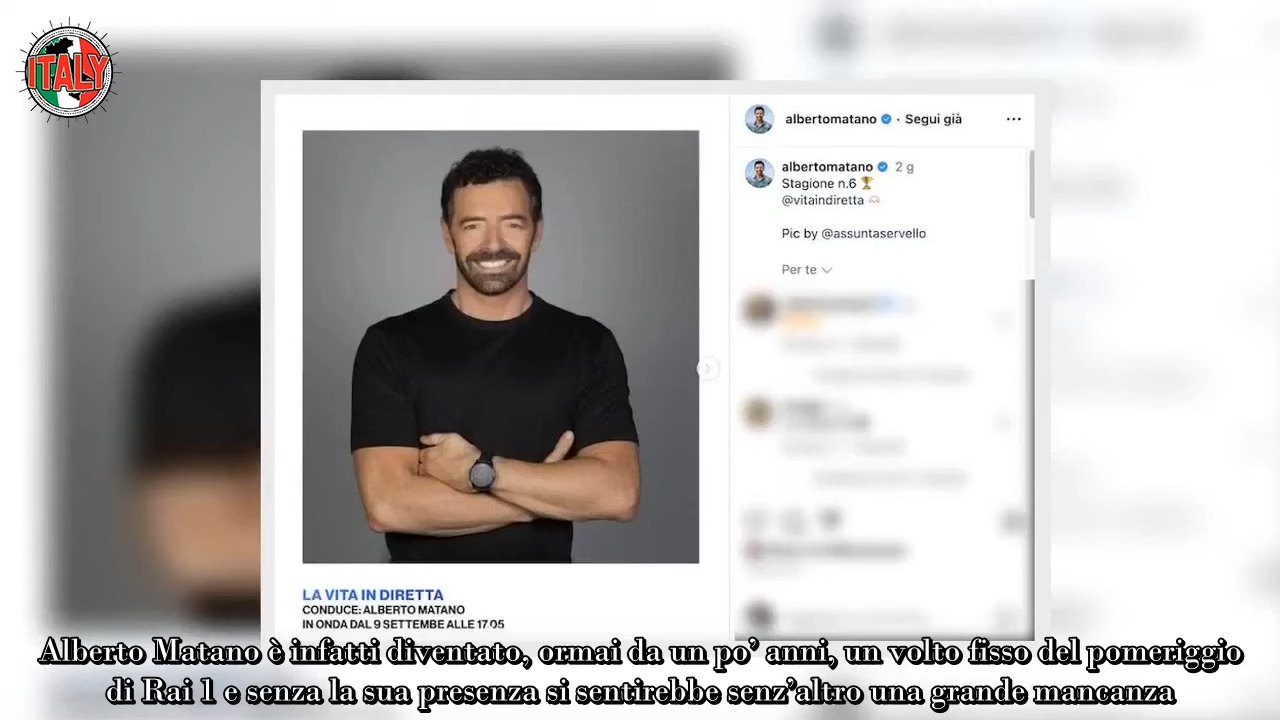 ITALY
albertomatano • Segui già
albertomatano 2 g
Stagione n.6 🏆
@vitaindiretta 🫶🏻
Pic by @assuntaservello
Per te
LA VITA IN DIRETTA
CONDUCE: ALBERTO MATANO
IN ONDA DAL 9 SETTEMBRE ALLE 17.05
Alberto Matano è infatti diventato, ormai da un po’ anni, un volto fisso del pomeriggio
di Rai 1 e senza la sua presenza si sentirebbe senz’altro una grande mancanza